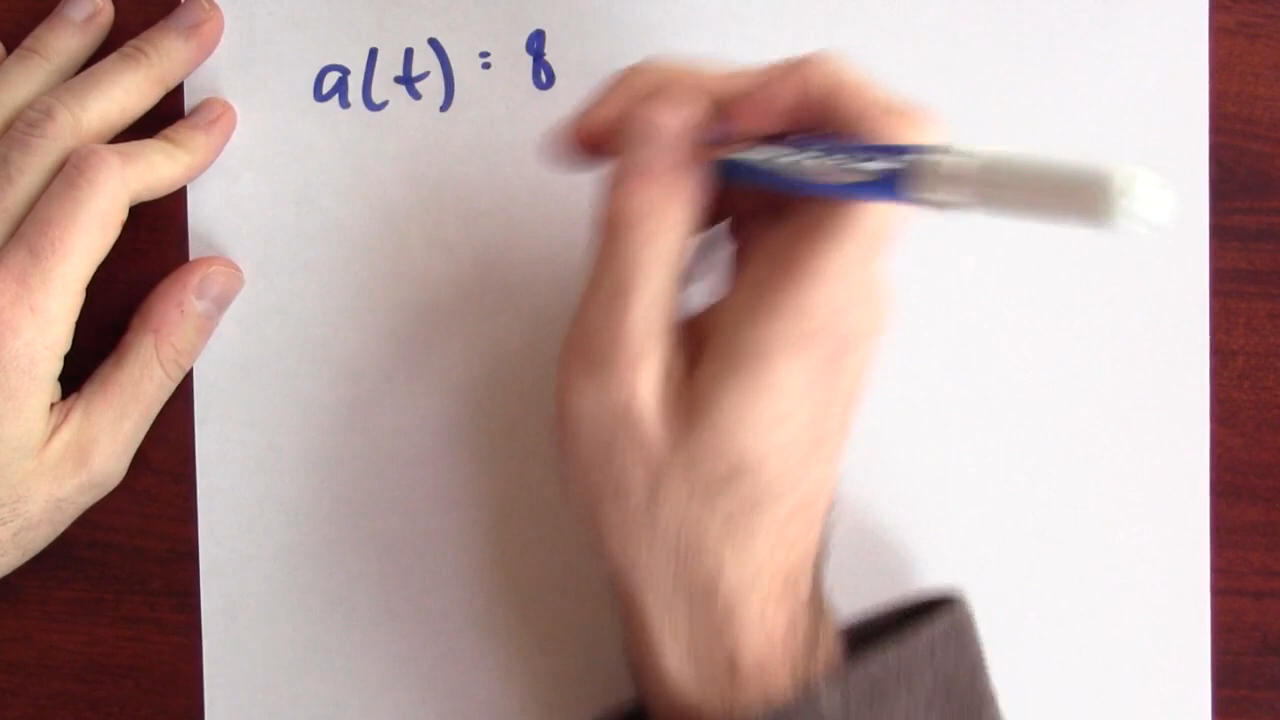 a(t) = 8